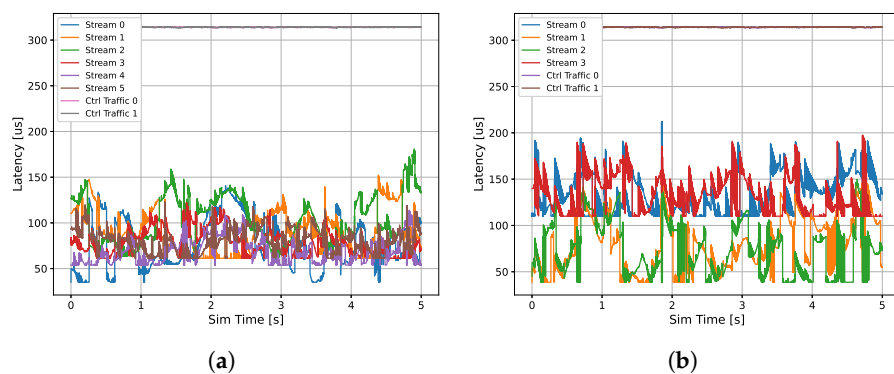 Stream 0
Stream 1
Stream 2
Stream 3
Stream 4
Stream 5
Ctrl Traffic 0
Ctrl Traffic 1
300
250
200
150
100
50
Latency [us]
0
1
2
3
4
5
Sim Time [s]
(a)
Stream 0
Stream 1
Stream 2
Stream 3
Ctrl Traffic 0
Ctrl Traffic 1
300
250
200
150
100
50
Latency [us]
0
1
2
3
4
5
Sim Time [s]
(b)